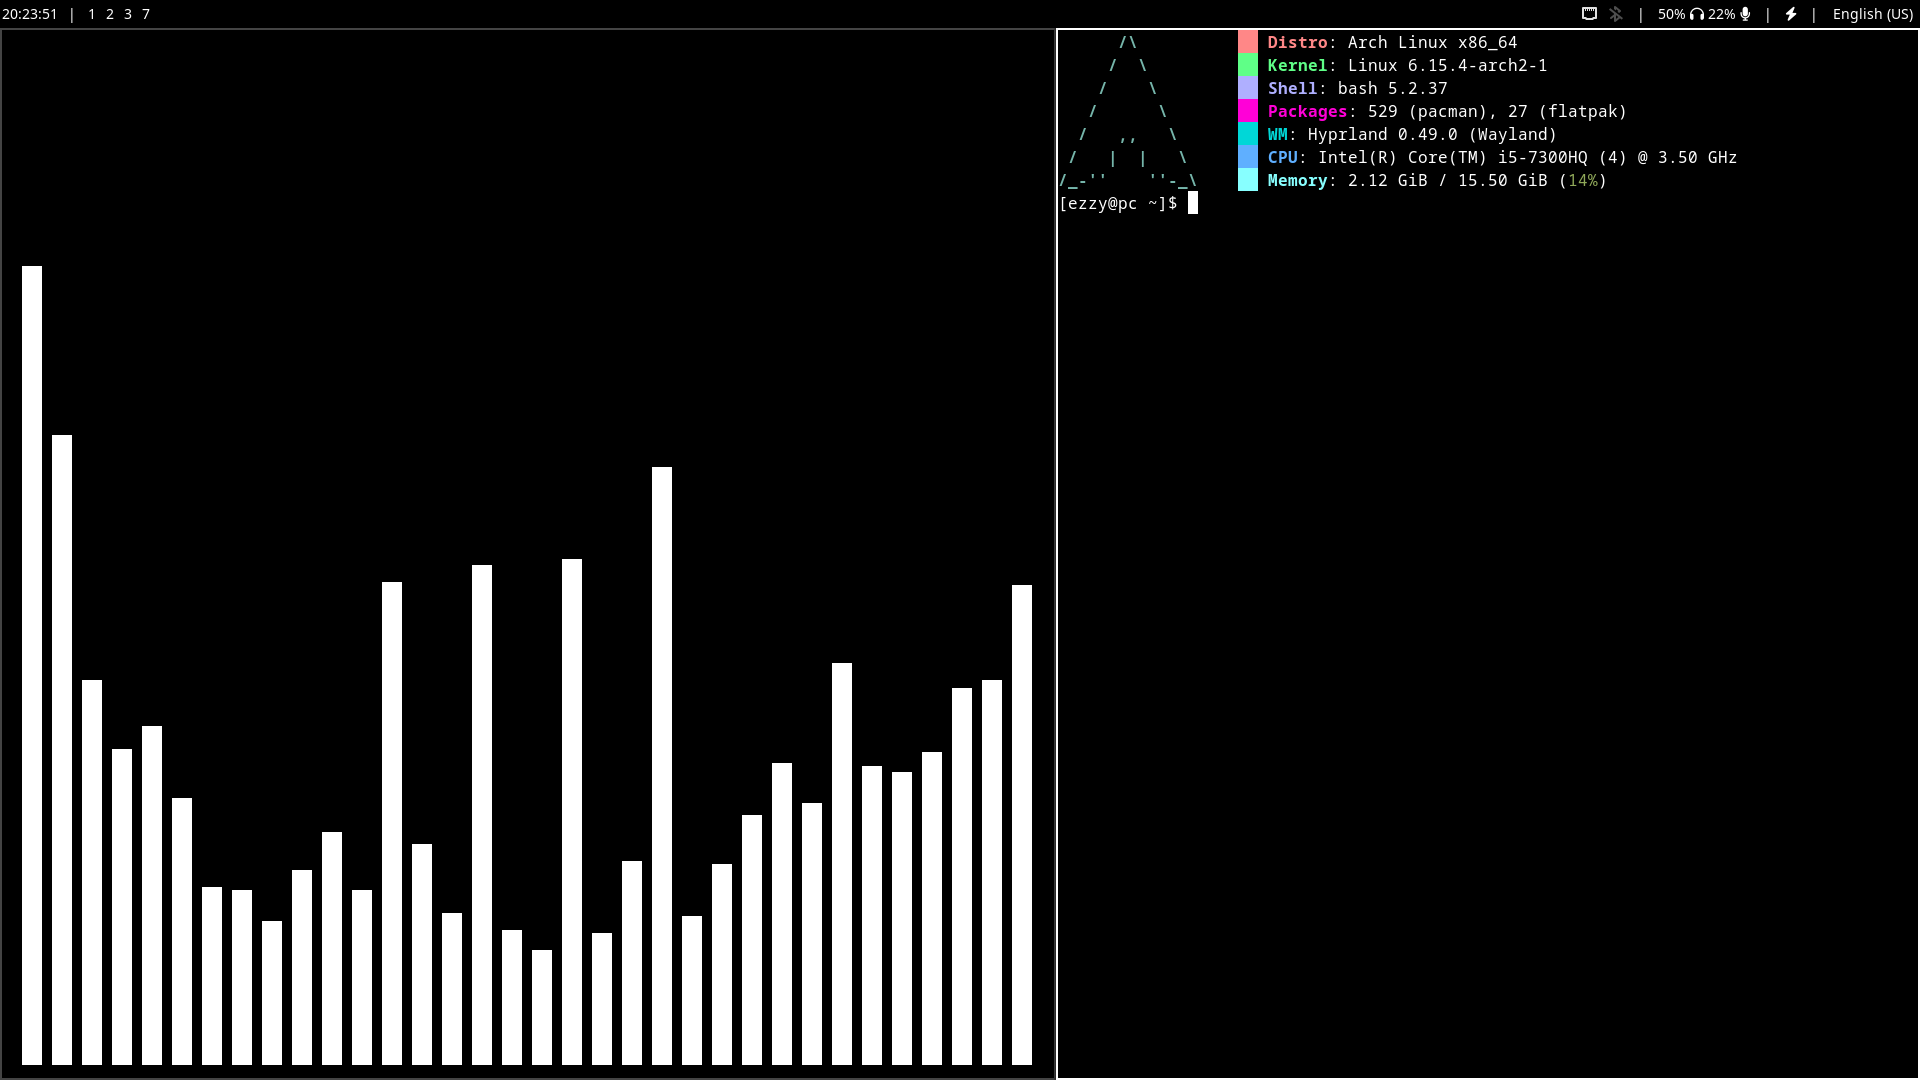 20:23:51 | 1 2 3 7
| 50% 22% | | English (US)
/\
/  \
/    \
/      \
/   ,,   \
/   |  |   \
/_-''    ''-_\
Distro: Arch Linux x86_64
Kernel: Linux 6.15.4-arch2-1
Shell: bash 5.2.37
Packages: 529 (pacman), 27 (flatpak)
WM: Hyprland 0.49.0 (Wayland)
CPU: Intel(R) Core(TM) i5-7300HQ (4) @ 3.50 GHz
Memory: 2.12 GiB / 15.50 GiB (14%)
[ezzy@pc ~]$